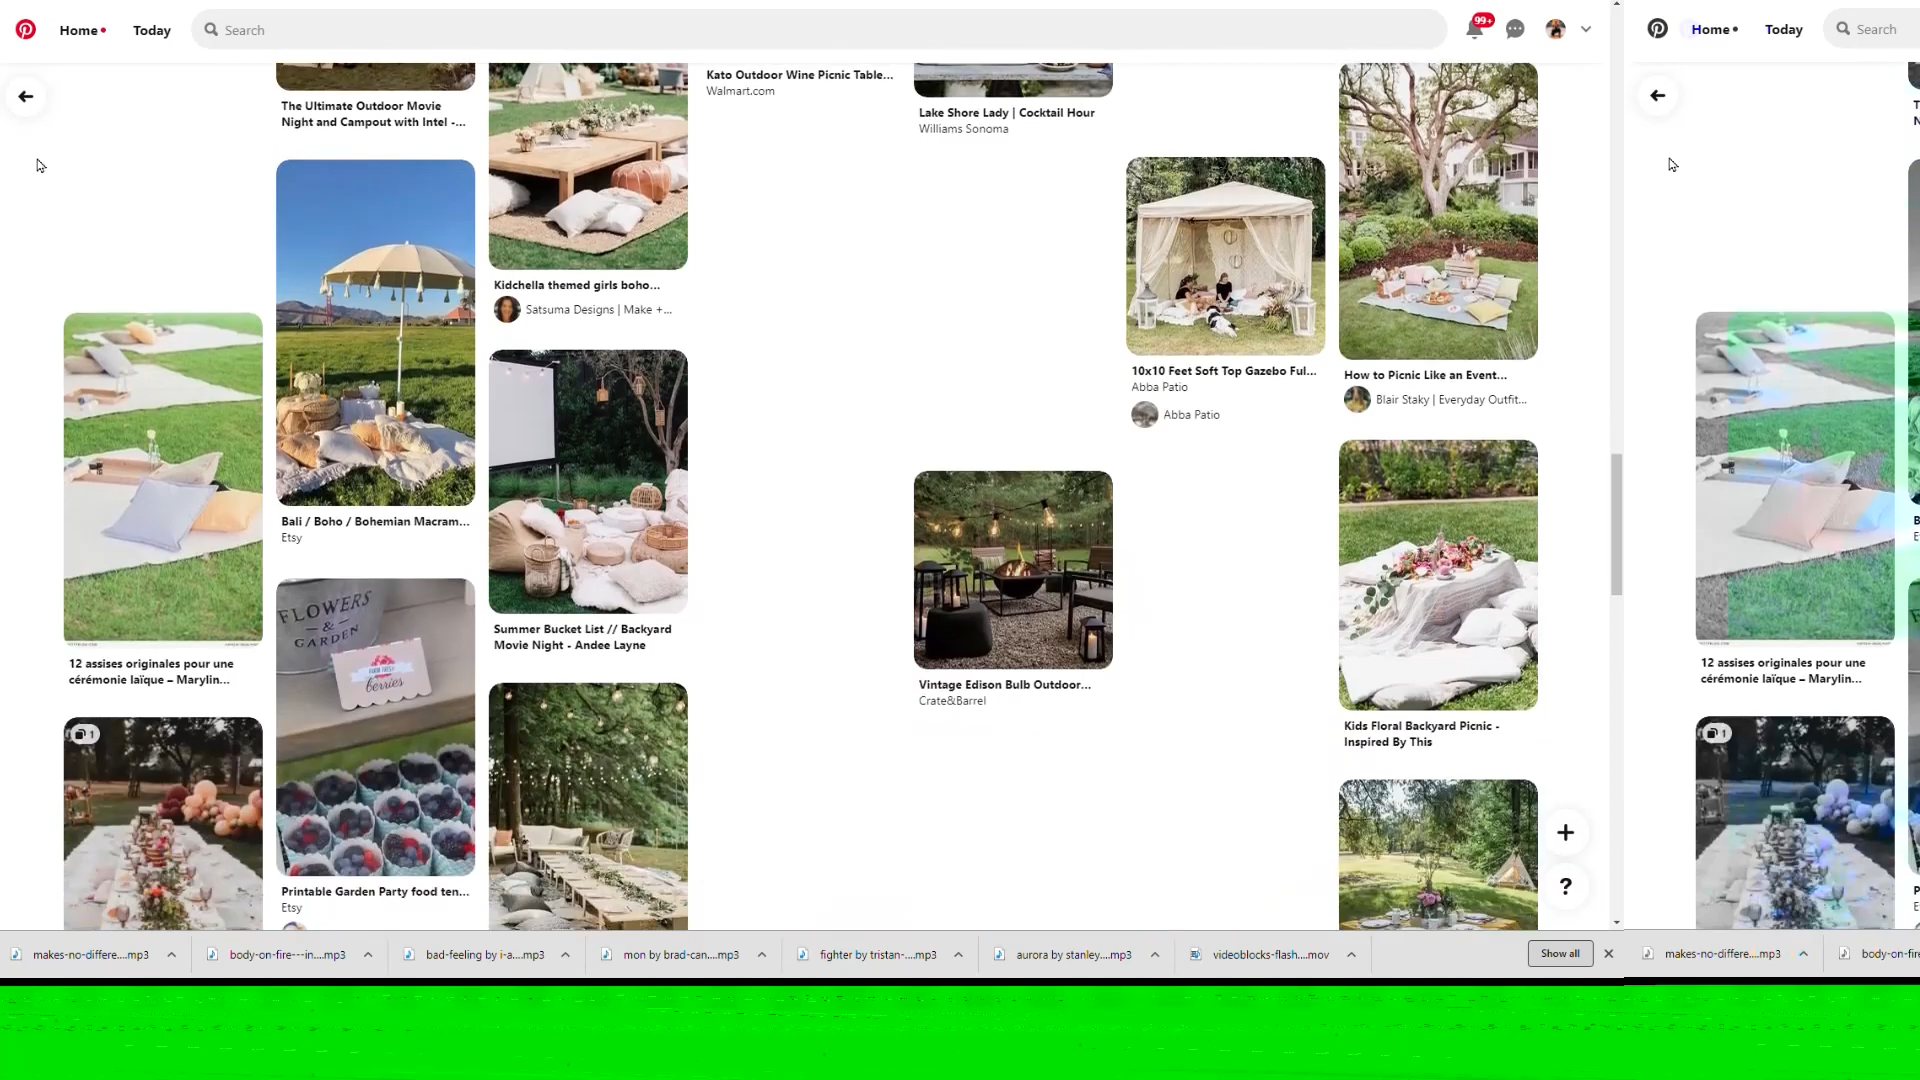 Home
Today
Search
99+
Home
Today
Search
The Ultimate Outdoor Movie
Night and Campout with Intel -...
Kato Outdoor Wine Picnic Table...
Walmart.com
Lake Shore Lady | Cocktail Hour
Williams Sonoma
Kidchella themed girls boho...
Satsuma Designs | Make +...
10x10 Feet Soft Top Gazebo Ful...
Abba Patio
Abba Patio
How to Picnic Like an Event...
Blair Staky | Everyday Outfit...
Bali / Boho / Bohemian Macram...
Etsy
FLOWERS
&
GARDEN
berries
Summer Bucket List // Backyard
Movie Night - Andee Layne
12 assises originales pour une
cérémonie laïque – Marylin...
1
Vintage Edison Bulb Outdoor...
Crate&Barrel
Kids Floral Backyard Picnic -
Inspired By This
Printable Garden Party food ten...
Etsy
+
?
12 assises originales pour une
cérémonie laïque – Marylin...
1
makes-no-differe....mp3
body-on-fire---in....mp3
bad-feeling by i-a....mp3
mon by brad-can....mp3
fighter by tristan-....mp3
aurora by stanley....mp3
videoblocks-flash....mov
Show all
makes-no-differe....mp3
body-on-fire